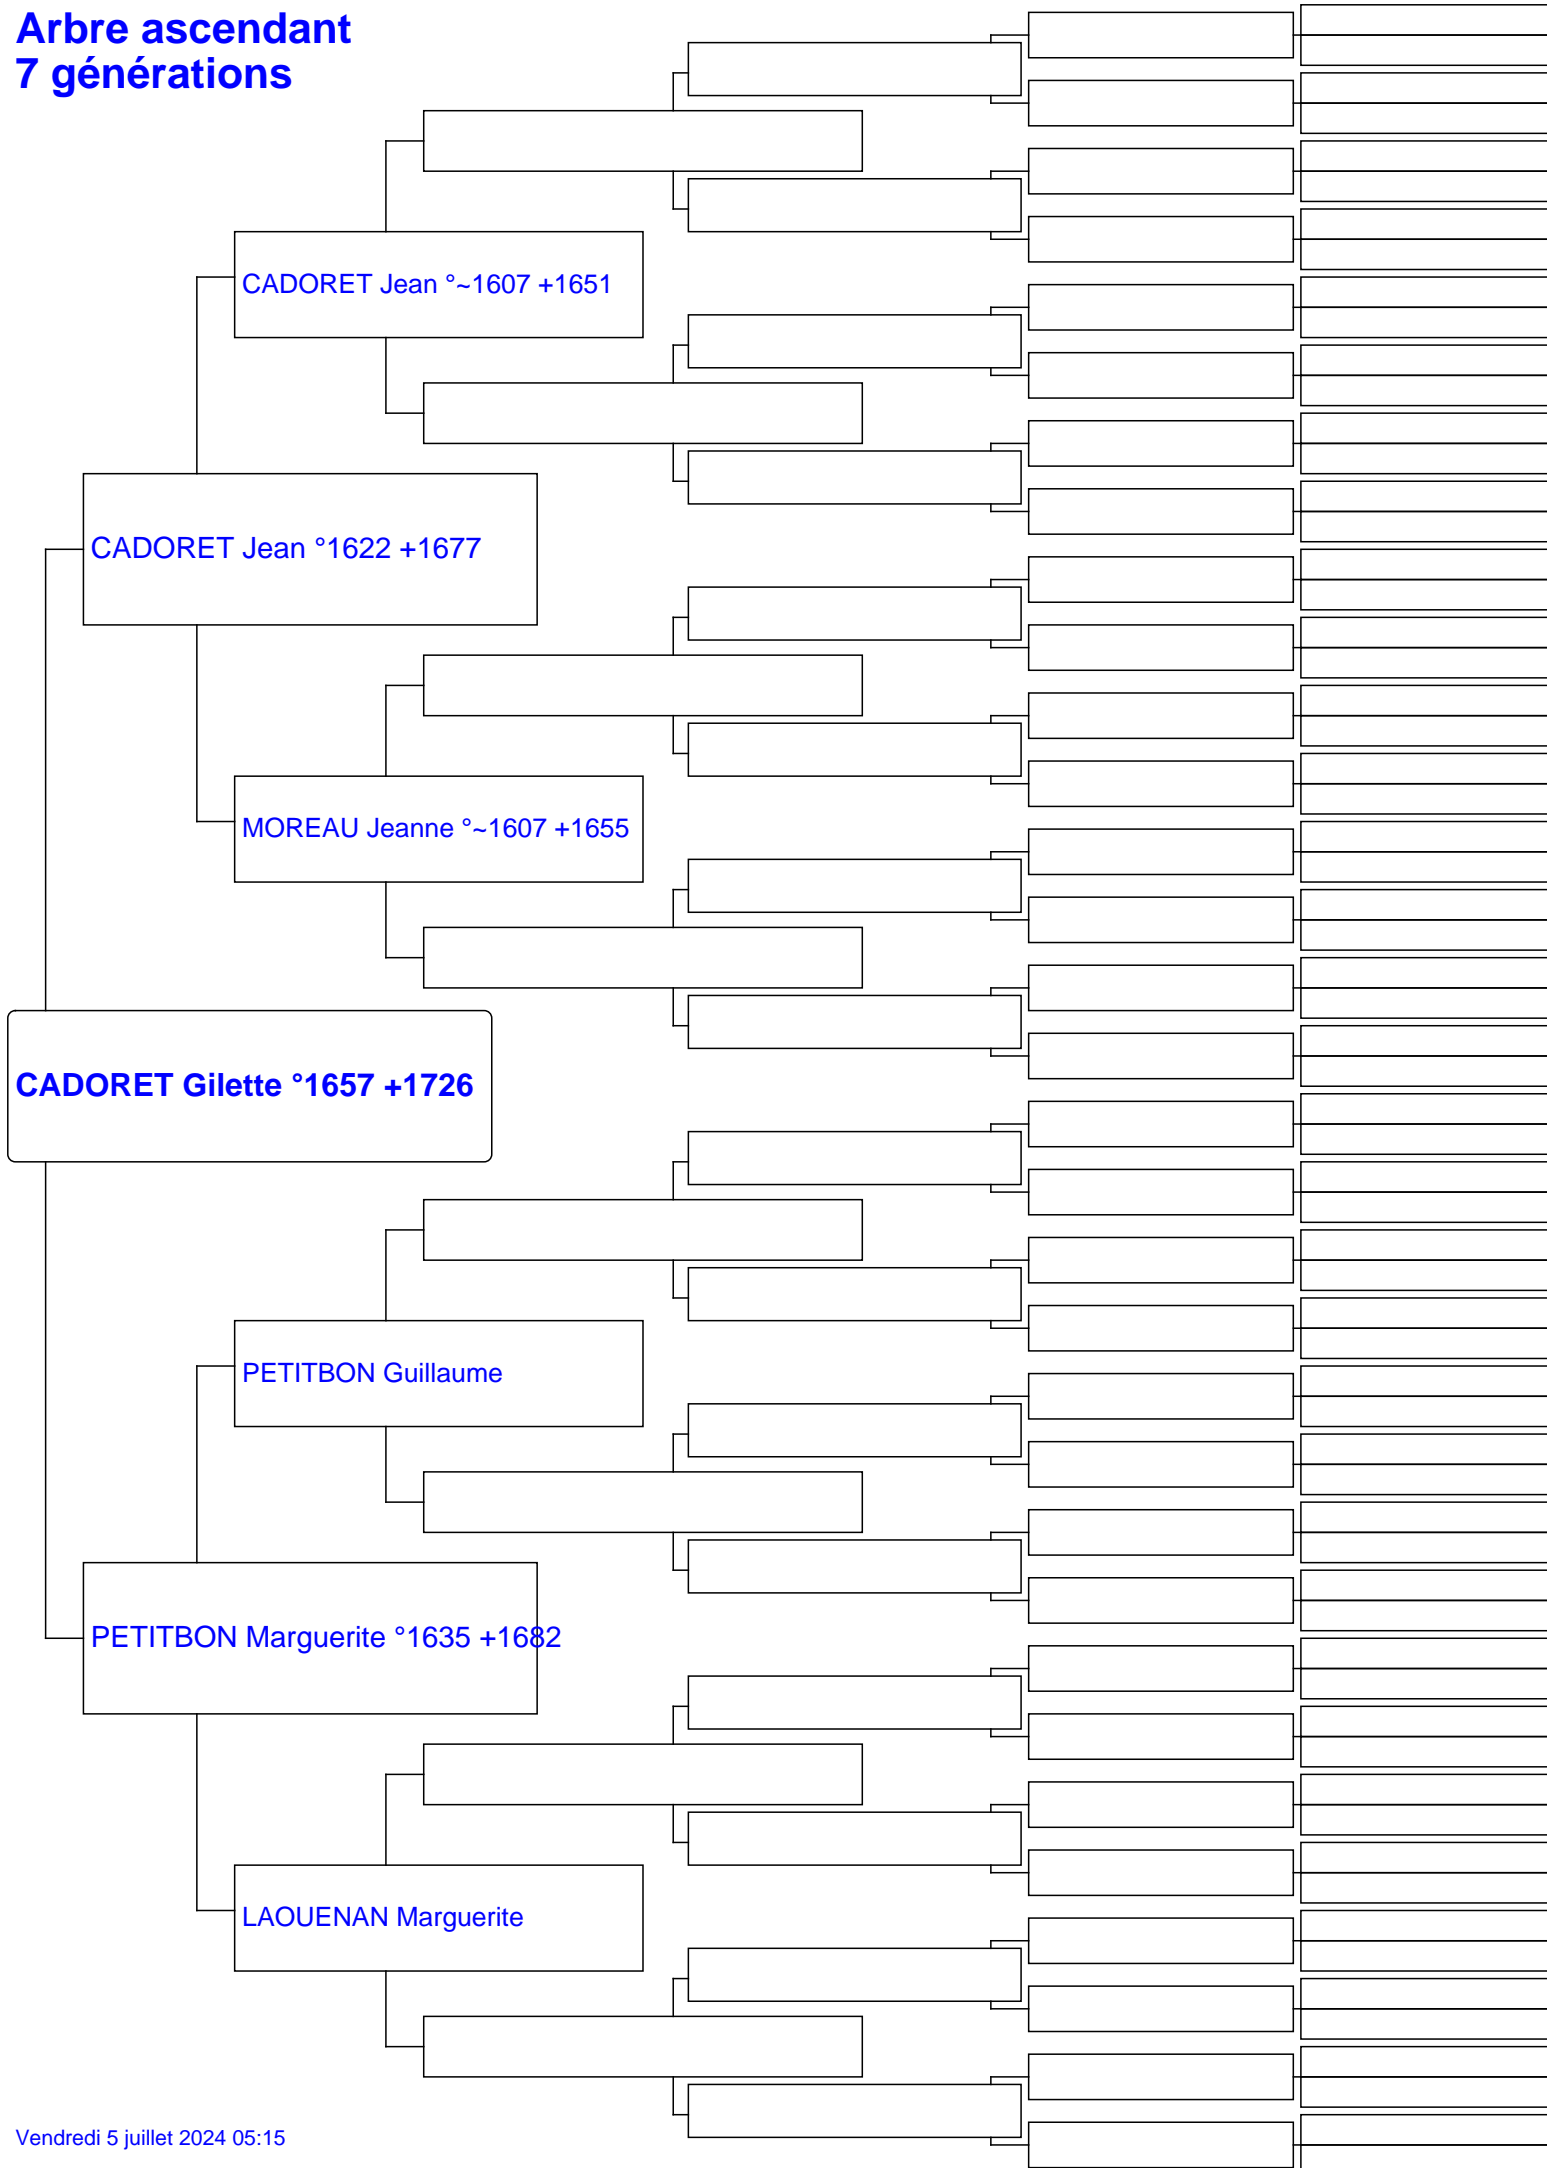 Arbre ascendant
7 générations
CADORET Jean °~1607 +1651
CADORET Jean °1622 +1677
MOREAU Jeanne °~1607 +1655
CADORET Gilette °1657 +1726
PETITBON Guillaume
PETITBON Marguerite °1635 +1682
LAOUENAN Marguerite
Vendredi 5 juillet 2024 05:15